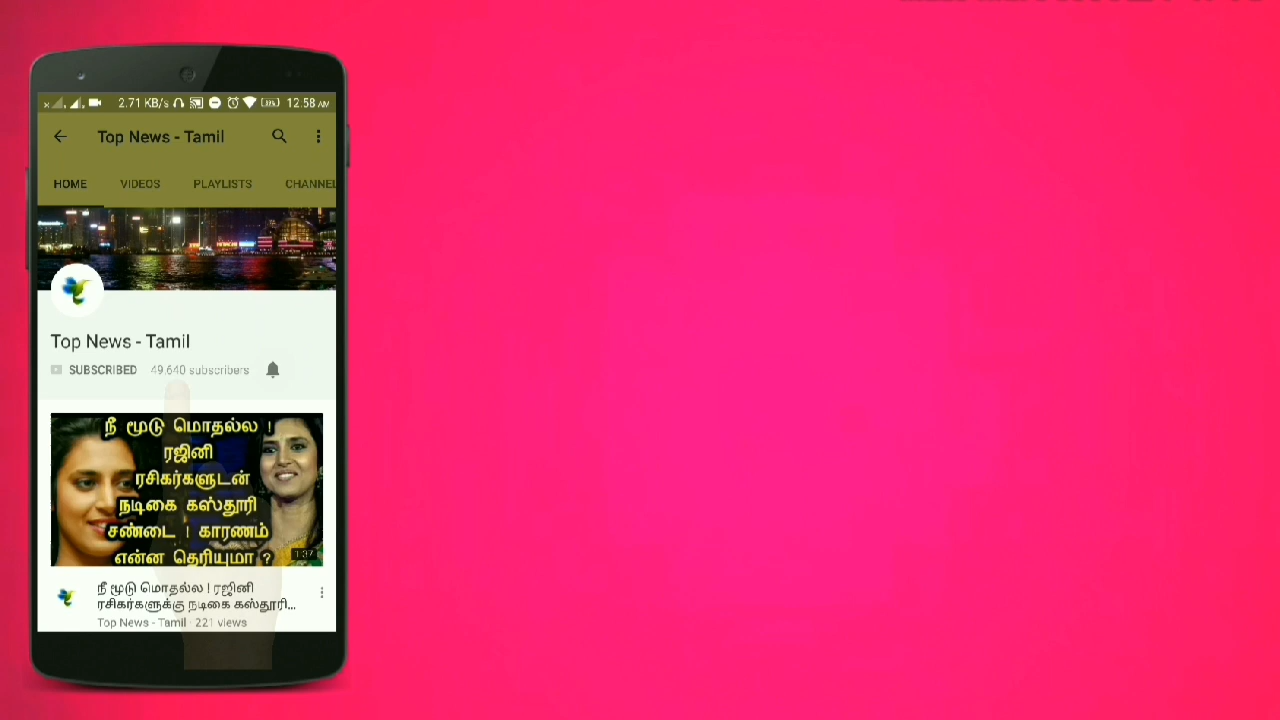 2.71 KB/s 12:58 AM
Top News - Tamil
HOME VIDEOS PLAYLISTS CHANNEL
Top News - Tamil
SUBSCRIBED 49,640 subscribers
நீ மூடு மொதல்ல !
ரஜினி
ரசிகர்களுடன்
நடிகை கஸ்தூரி
சண்டை ! காரணம்
என்ன தெரியுமா ?
1:37
நீ மூடு மொதல்ல ! ரஜினி
ரசிகர்களுக்கு நடிகை கஸ்தூரி...
Top News - Tamil · 221 views